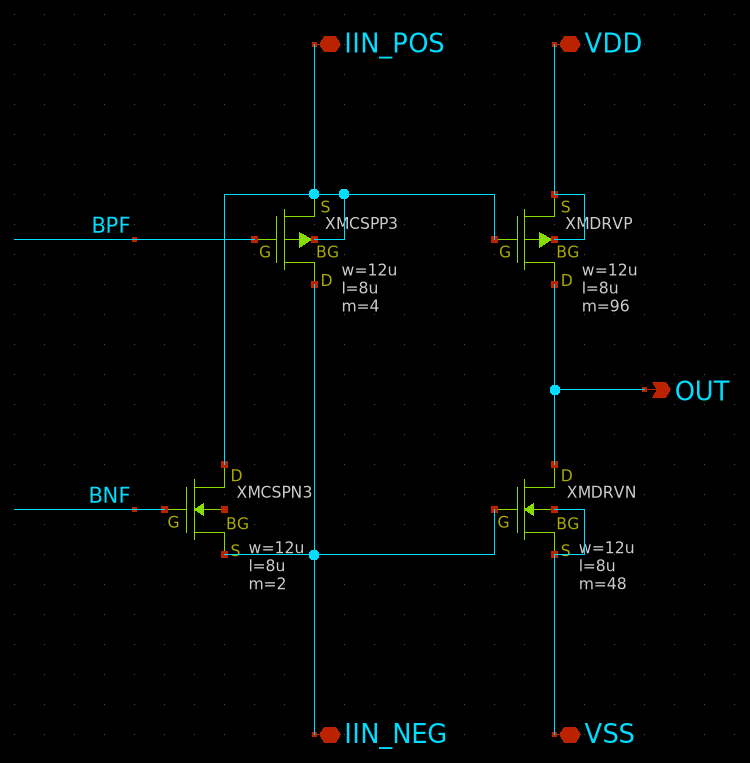 IIN_POS VDD
S S
BPF XMCSPP3 XMDRVP
G BG G BG
D w=12u D w=12u
l=8u l=8u
m=4 m=96
OUT
D D
BNF XMCSPN3 XMDRVN
G BG G BG
S w=12u S w=12u
l=8u l=8u
m=2 m=48
IIN_NEG VSS